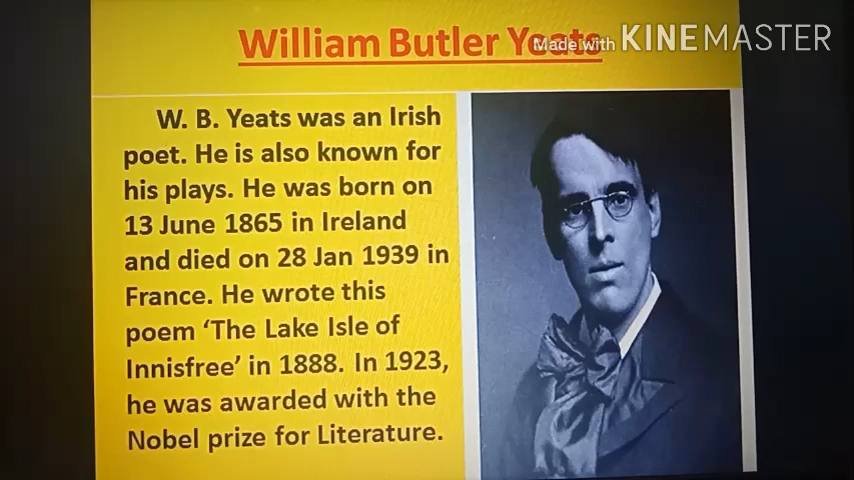 William Butler Yeats
Made with KINEMASTER
W. B. Yeats was an Irish
poet. He is also known for
his plays. He was born on
13 June 1865 in Ireland
and died on 28 Jan 1939 in
France. He wrote this
poem ‘The Lake Isle of
Innisfree’ in 1888. In 1923,
he was awarded with the
Nobel prize for Literature.